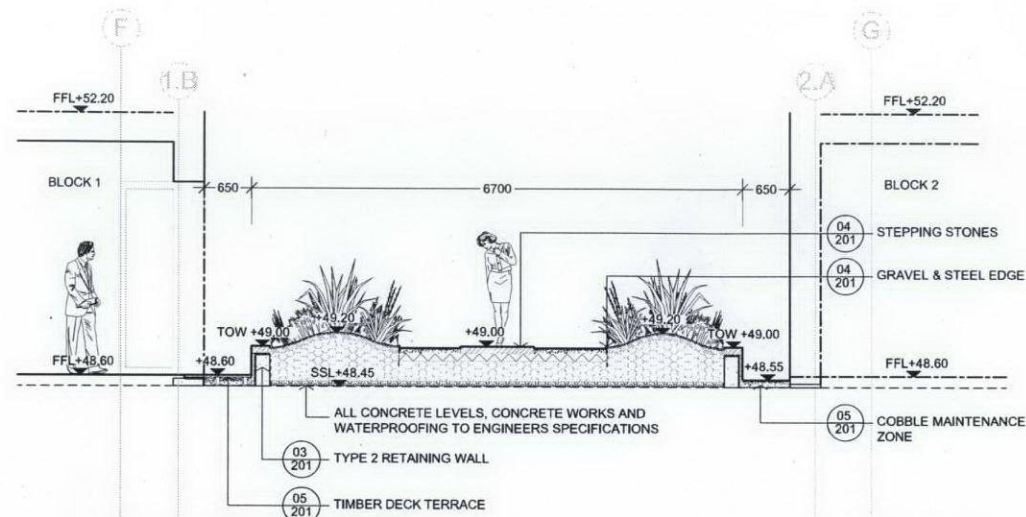 F
G
1.B
2.A
FFL+52.20
FFL+52.20
BLOCK 1
650
6700
650
BLOCK 2
04
201
STEPPING STONES
04
201
GRAVEL & STEEL EDGE
+49.20
+49.20
TOW +49.00
+49.00
TOW +49.00
FFL+48.60
+48.60
SSL+48.45
+48.55
FFL+48.60
ALL CONCRETE LEVELS, CONCRETE WORKS AND
WATERPROOFING TO ENGINEERS SPECIFICATIONS
05
201
COBBLE MAINTENANCE
ZONE
03
201
TYPE 2 RETAINING WALL
05
201
TIMBER DECK TERRACE